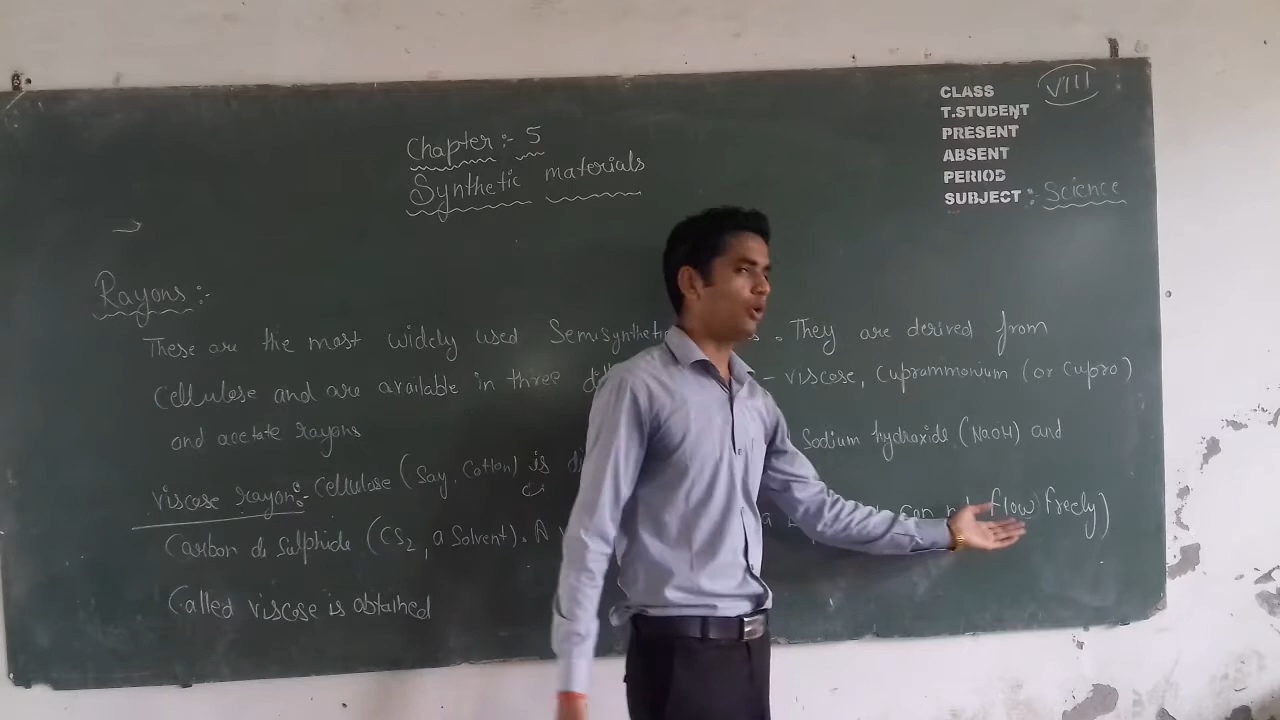 CLASS VIII
T.STUDENT
PRESENT
ABSENT
PERIOD
SUBJECT :- Science
Chapter :- 5
Synthetic materials
Rayons :-
These are the most widely used Semisynthetic . They are derived from
Cellulose and are available in three - viscose, Cuprammonium (or Cupro)
and acetate rayons
Viscose rayon :- Cellulose (Say, Cotton) is Sodium hydroxide (NaOH) and
Carbon di Sulphide (CS2, a Solvent). A flow freely)
Called viscose is obtained